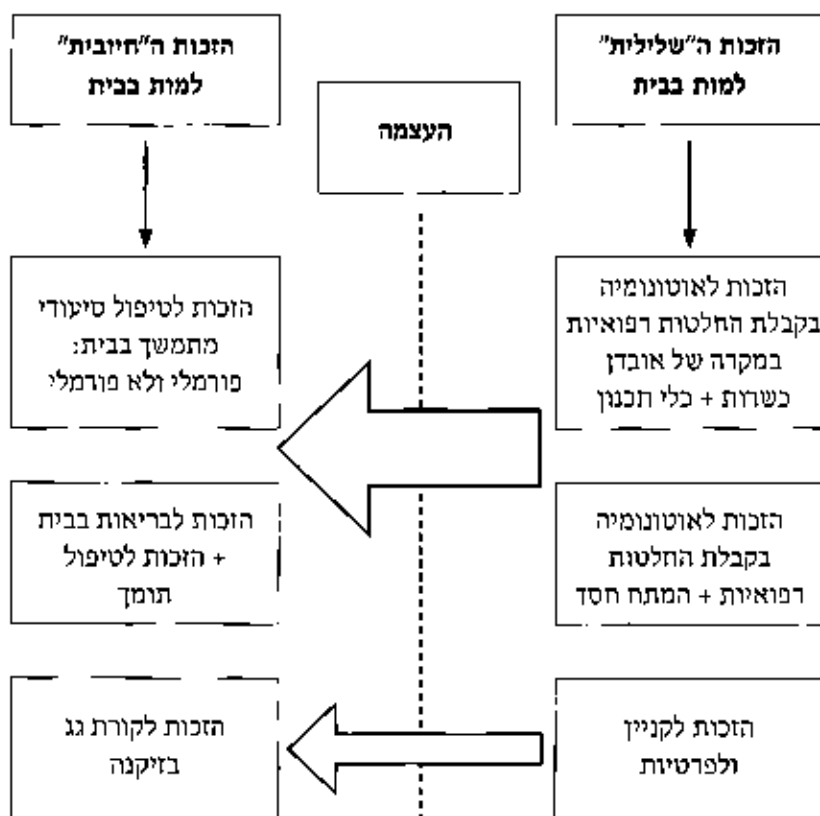 הזכות ה"שלילית"
למות בבית
העצמה
הזכות ה"חיובית"
למות בבית
הזכות לאוטונומיה
בקבלת החלטות רפואיות
במקרה של אובדן
כשרות + כלי תכנון
הזכות לטיפול סיעודי
מתמשך בבית:
פורמלי ולא פורמלי
הזכות לאוטונומיה
בקבלת החלטות
רפואיות + המתת חסד
הזכות לבריאות בבית
+ הזכות לטיפול
תומך
הזכות לקניין
ולפרטיות
הזכות לקורת גג
בזיקנה